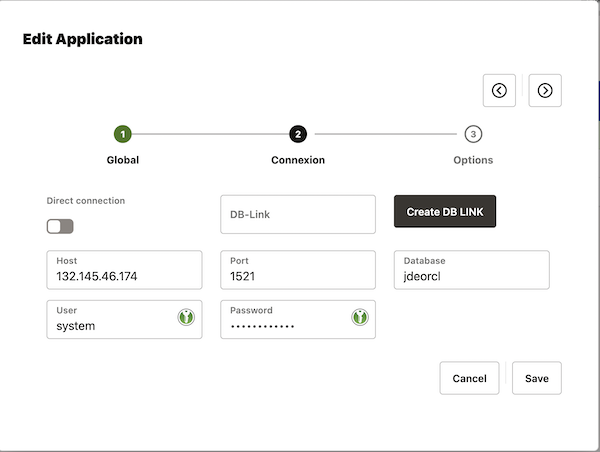 Edit Application
1 2 3
Global Connexion Options
Direct connection
DB-Link
Create DB LINK
Host Port Database
132.145.46.174 1521 jdeorcl
User Password
system ••••••••••••
Cancel Save